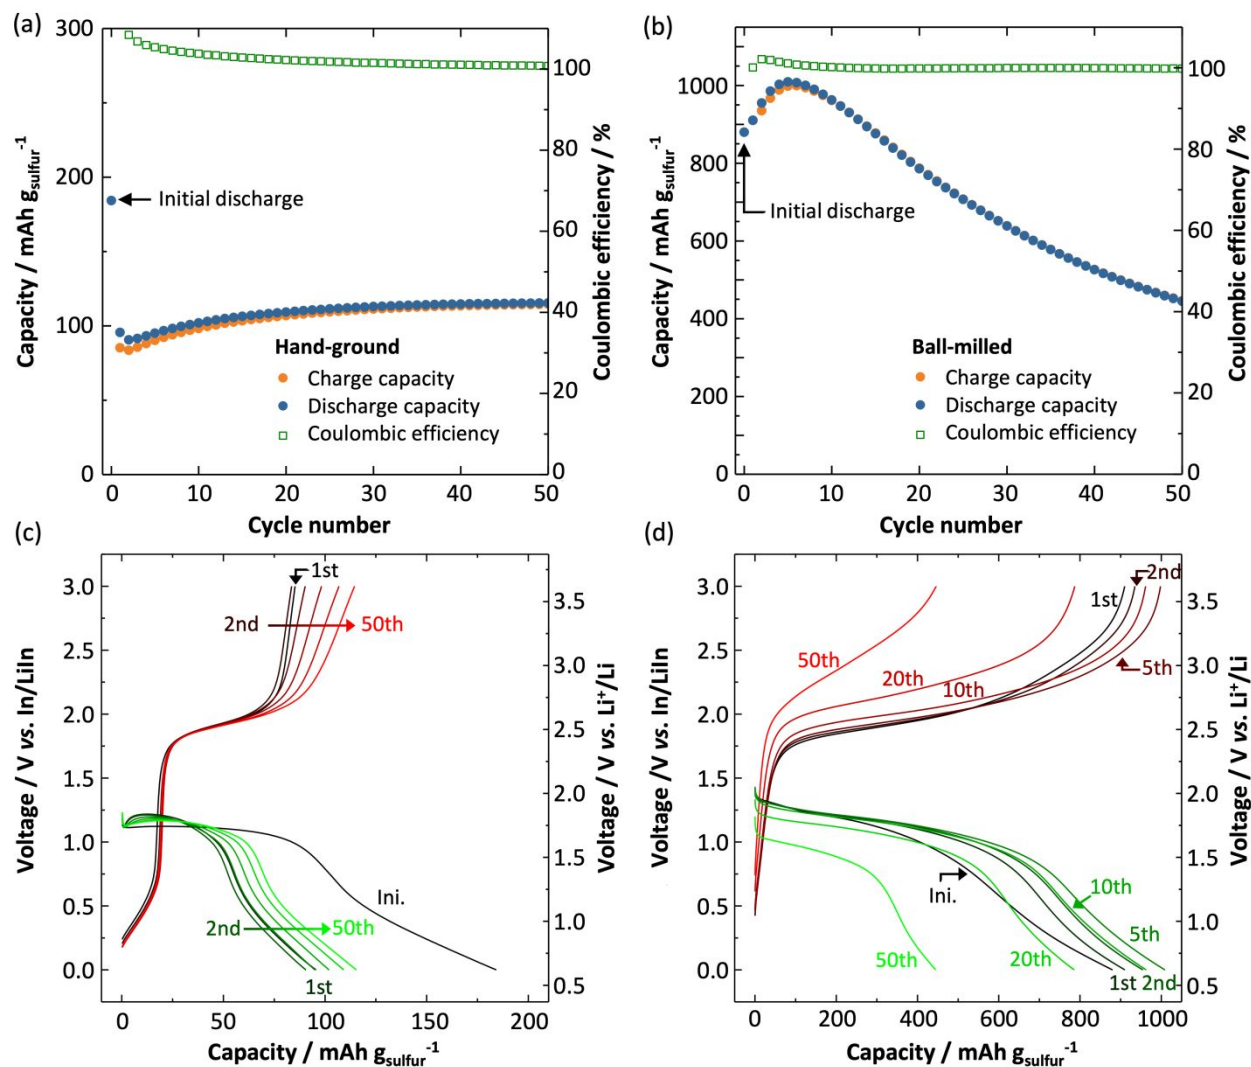 (a)
300
200
100
0
Capacity / mAh g_sulfur^-1
100
80
60
40
20
0
Coulombic efficiency / %
Initial discharge
Hand-ground
Charge capacity
Discharge capacity
Coulombic efficiency
0 10 20 30 40 50
Cycle number
(b)
1000
800
600
400
200
0
Capacity / mAh g_sulfur^-1
100
80
60
40
20
0
Coulombic efficiency / %
Initial discharge
Ball-milled
Charge capacity
Discharge capacity
Coulombic efficiency
0 10 20 30 40 50
Cycle number
(c)
3.0
2.5
2.0
1.5
1.0
0.5
0.0
Voltage / V vs. In/LiIn
3.5
3.0
2.5
2.0
1.5
1.0
0.5
Voltage / V vs. Li⁺/Li
1st
2nd
50th
Ini.
2nd
50th
1st
0 50 100 150 200
Capacity / mAh g_sulfur^-1
(d)
3.0
2.5
2.0
1.5
1.0
0.5
0.0
Voltage /V vs. In/LiIn
3.5
3.0
2.5
2.0
1.5
1.0
0.5
Voltage / V vs. Li⁺/Li
2nd
1st
50th
20th
10th
5th
Ini.
10th
5th
50th
20th
1st
2nd
0 200 400 600 800 1000
Capacity / mAh g_sulfur^-1